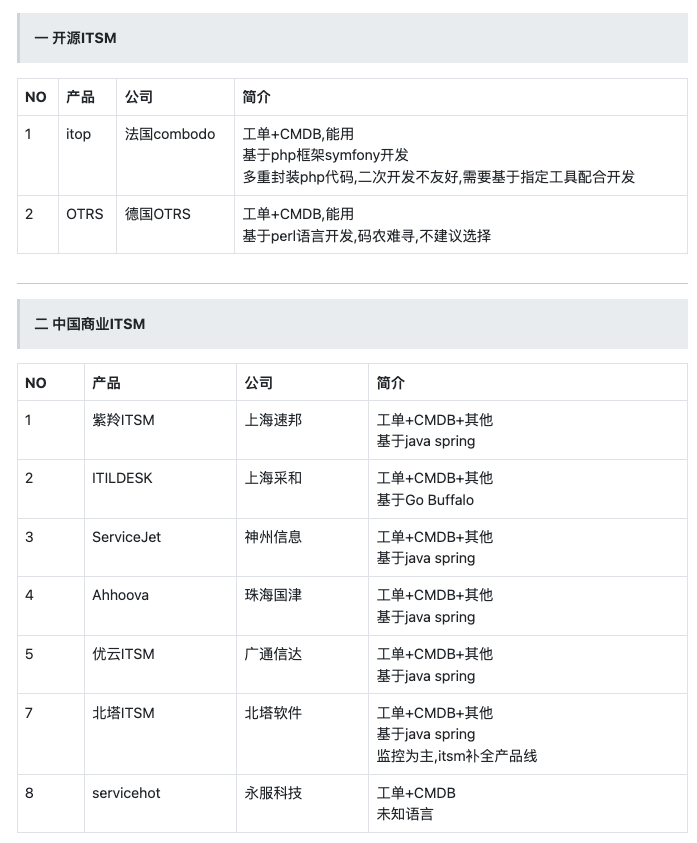 一 开源ITSM
NO 产品 公司 简介
1 itop 法国combodo 工单+CMDB,能用
基于php框架symfony开发
多重封装php代码,二次开发不友好,需要基于指定工具配合开发
2 OTRS 德国OTRS 工单+CMDB,能用
基于perl语言开发,码农难寻,不建议选择
二 中国商业ITSM
NO 产品 公司 简介
1 紫羚ITSM 上海速邦 工单+CMDB+其他
基于java spring
2 ITILDESK 上海采和 工单+CMDB+其他
基于Go Buffalo
3 ServiceJet 神州信息 工单+CMDB+其他
基于java spring
4 Ahhoova 珠海国津 工单+CMDB+其他
基于java spring
5 优云ITSM 广通信达 工单+CMDB+其他
基于java spring
7 北塔ITSM 北塔软件 工单+CMDB+其他
基于java spring
监控为主,itsm补全产品线
8 servicehot 永服科技 工单+CMDB
未知语言